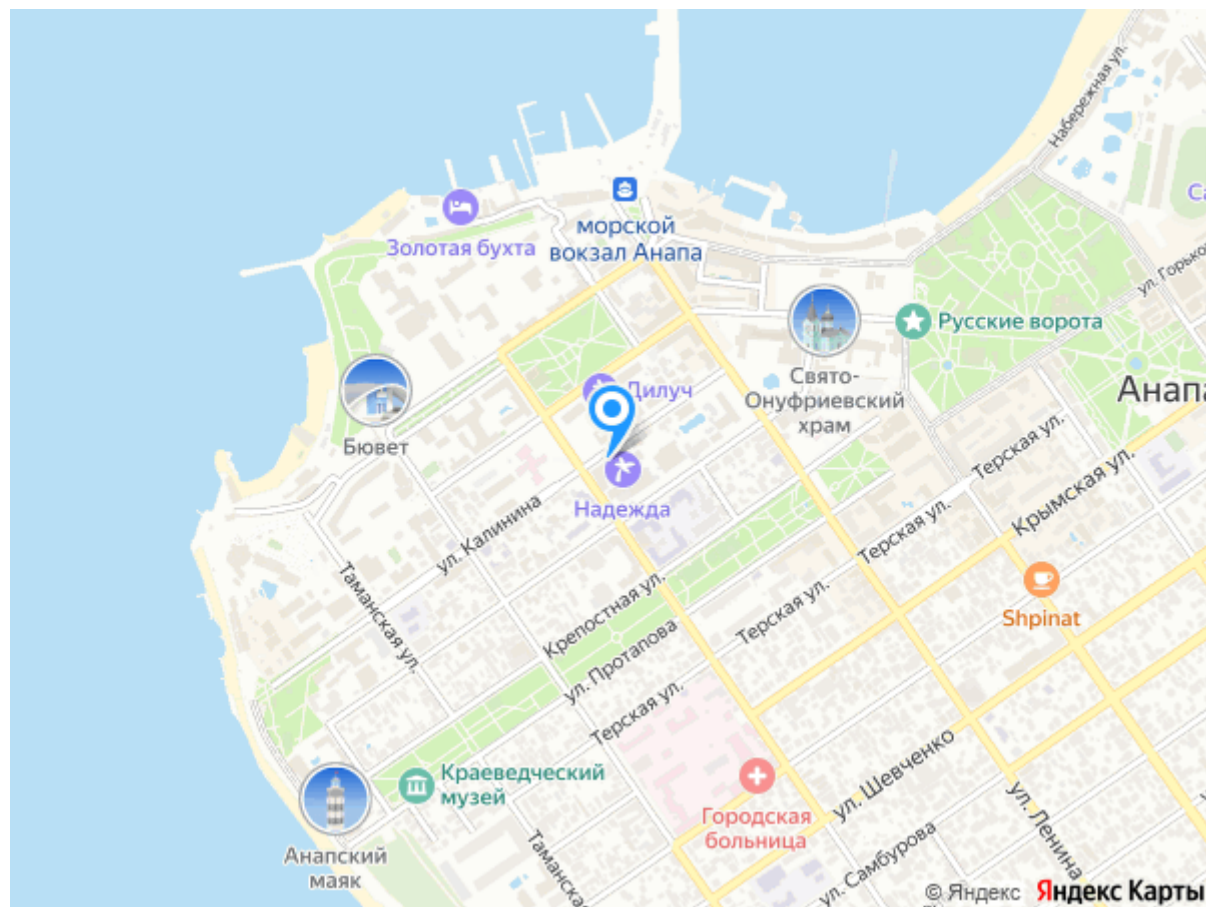 Набережная ул.
Са
морской
вокзал Анапа
Золотая бухта
ул. Горько
Русские ворота
Свято-
Онуфриевский
храм
Дилуч
Анапа
Бювет
Надежда
Терская ул.
Крымская ул.
ул. Калинина
Терская ул.
Таманская ул.
Крепостная ул.
Терская ул.
Shpinat
ул. Протапова
Терская ул.
Краеведческий
музей
ул. Шевченко
Городская
больница
ул. Ленина
Анапский
маяк
Таманска
ул. Самбурова
© Яндекс Яндекс Карты